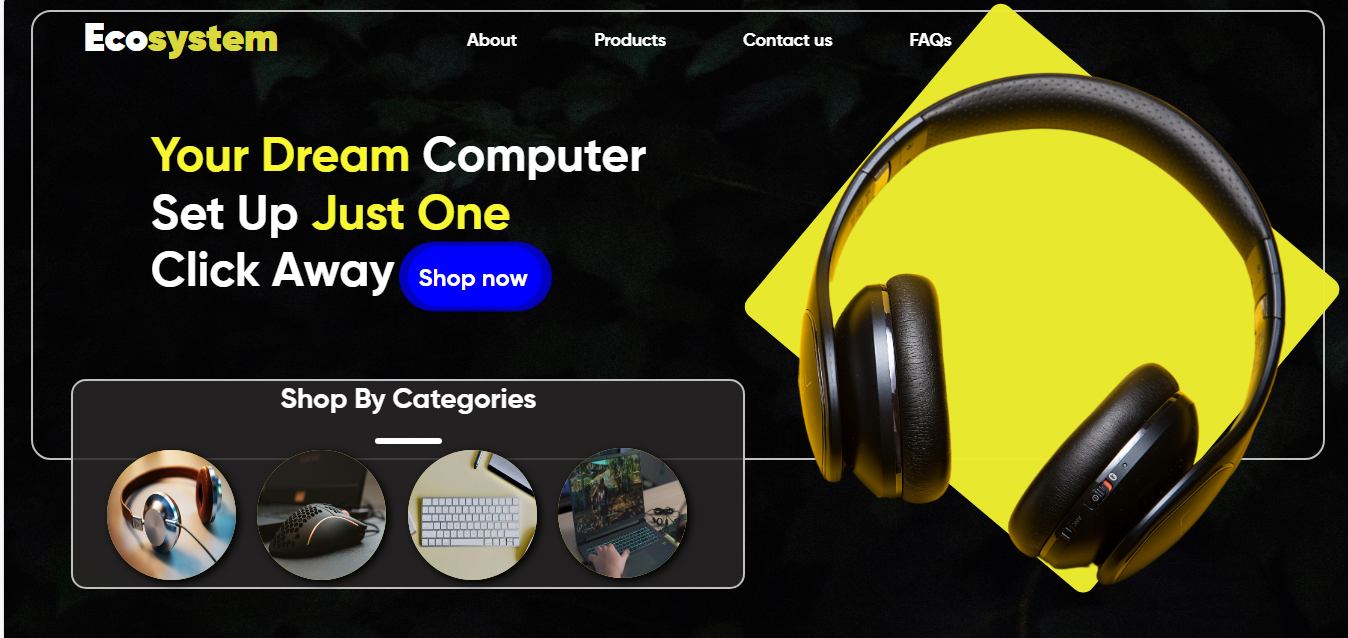 Ecosystem
About Products Contact us FAQs
Your Dream Computer
Set Up Just One
Click Away Shop now
Shop By Categories